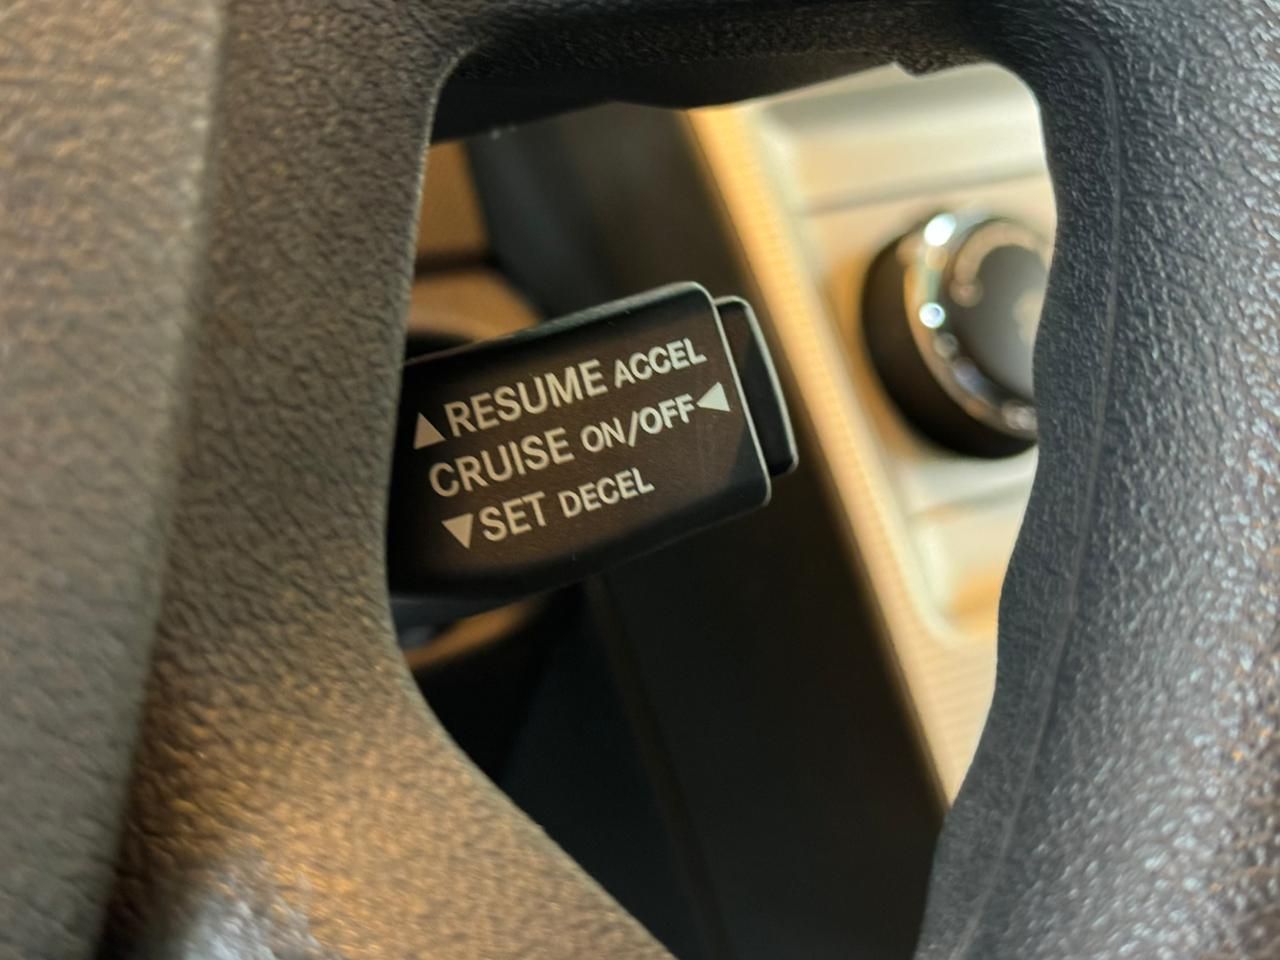 ▲RESUME ACCEL
CRUISE ON/OFF◀
▼SET DECEL